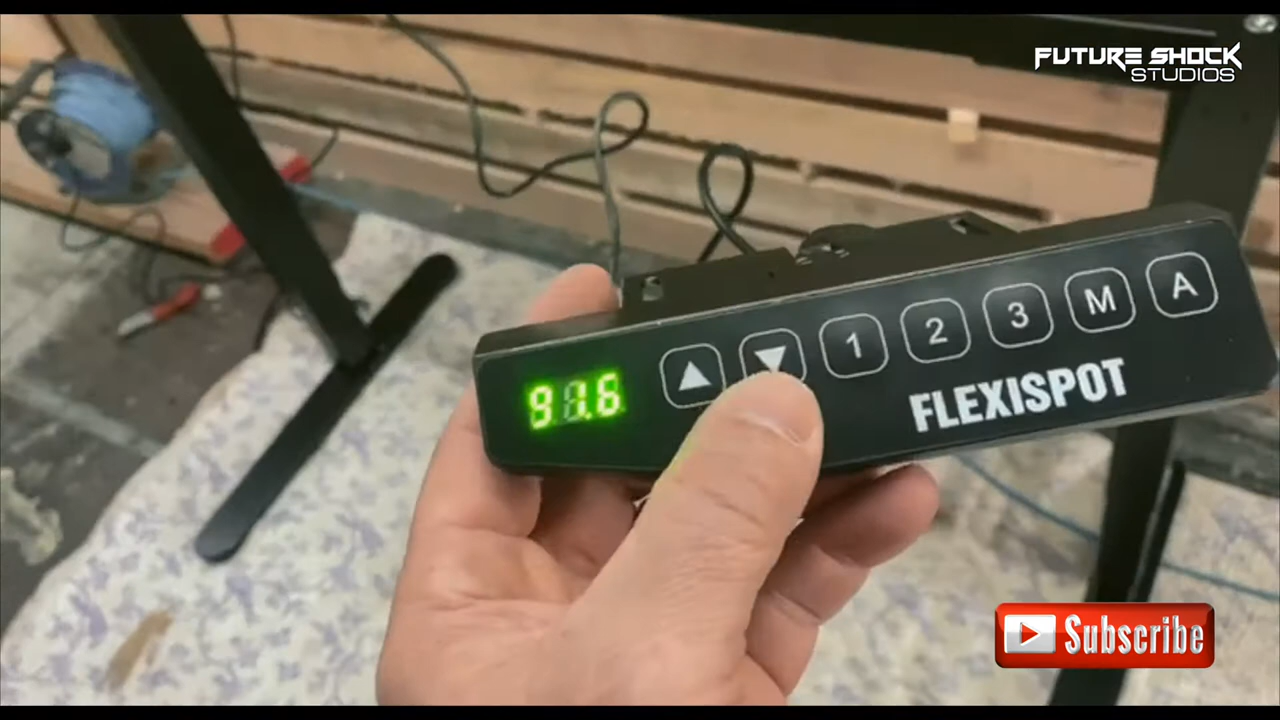 FUTURE SHOCK
STUDIOS
91.6
1 2 3 M A
FLEXISPOT
Subscribe